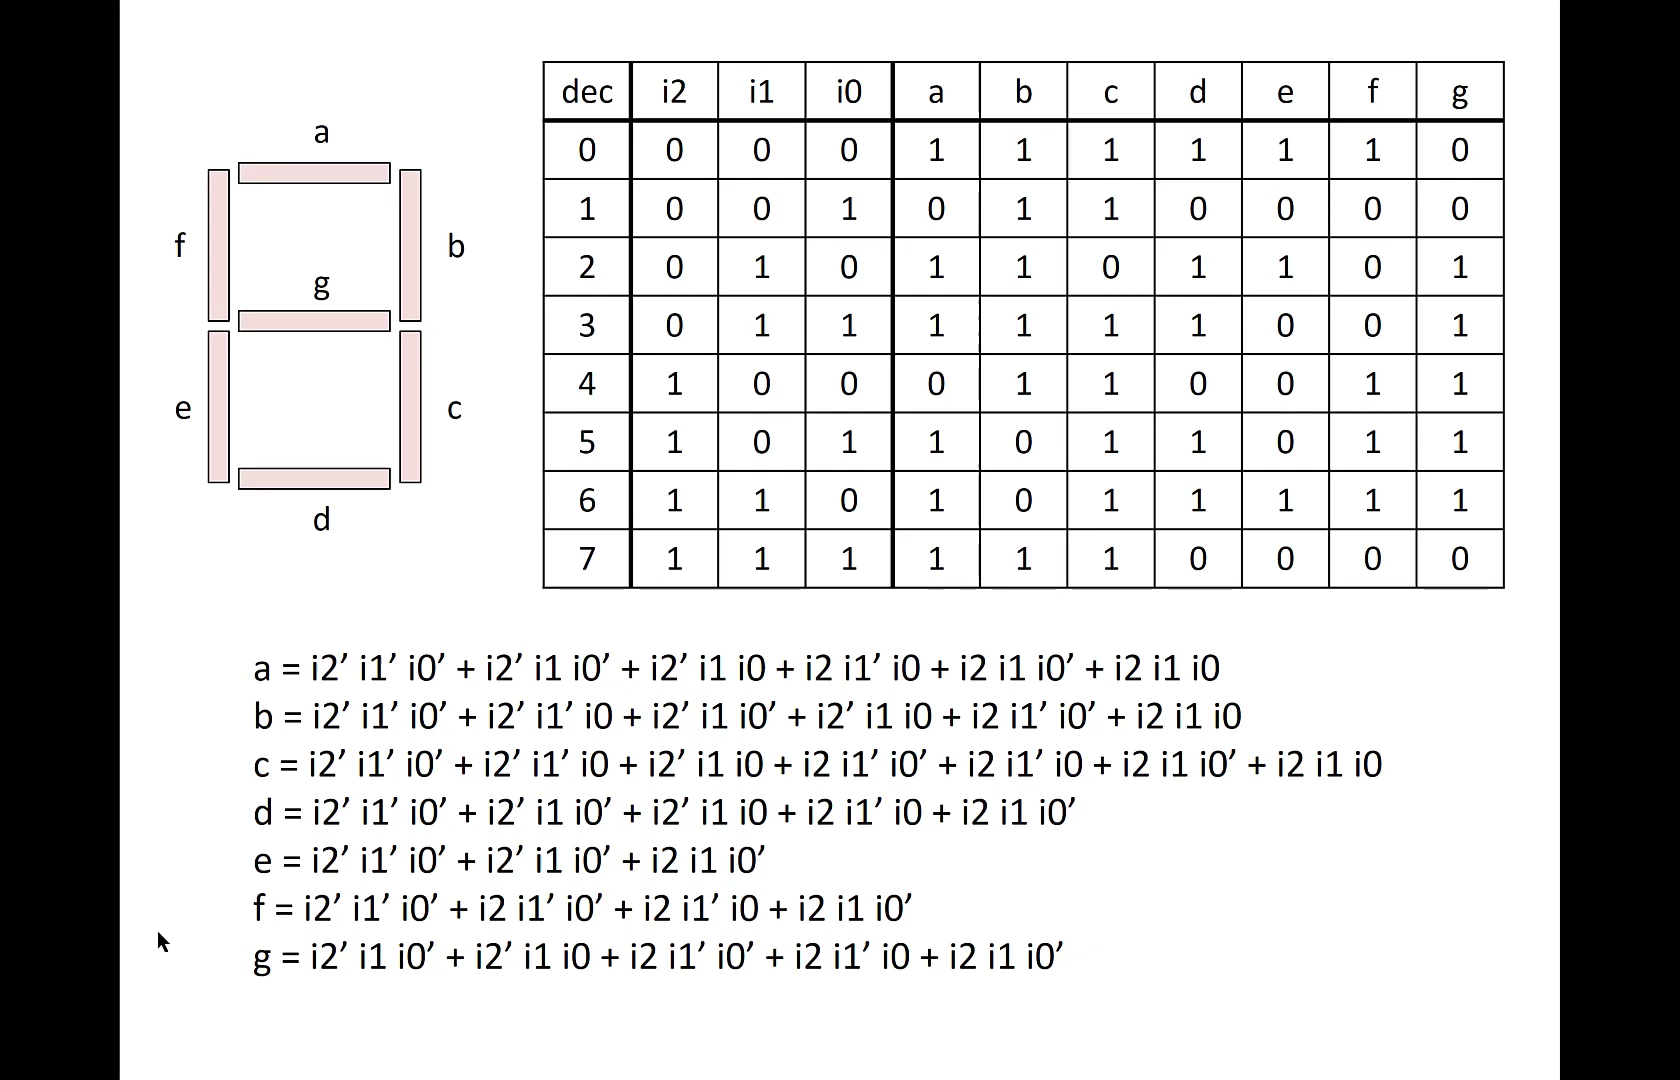 a
f
b
g
e
c
d
dec i2 i1 i0 a b c d e f g
0 0 0 0 1 1 1 1 1 1 0
1 0 0 1 0 1 1 0 0 0 0
2 0 1 0 1 1 0 1 1 0 1
3 0 1 1 1 1 1 1 0 0 1
4 1 0 0 0 1 1 0 0 1 1
5 1 0 1 1 0 1 1 0 1 1
6 1 1 0 1 0 1 1 1 1 1
7 1 1 1 1 1 1 0 0 0 0
a = i2’ i1’ i0’ + i2’ i1 i0’ + i2’ i1 i0 + i2 i1’ i0 + i2 i1 i0’ + i2 i1 i0
b = i2’ i1’ i0’ + i2’ i1’ i0 + i2’ i1 i0’ + i2’ i1 i0 + i2 i1’ i0’ + i2 i1 i0
c = i2’ i1’ i0’ + i2’ i1’ i0 + i2’ i1 i0 + i2 i1’ i0’ + i2 i1’ i0 + i2 i1 i0’ + i2 i1 i0
d = i2’ i1’ i0’ + i2’ i1 i0’ + i2’ i1 i0 + i2 i1’ i0 + i2 i1 i0’
e = i2’ i1’ i0’ + i2’ i1 i0’ + i2 i1 i0’
f = i2’ i1’ i0’ + i2 i1’ i0’ + i2 i1’ i0 + i2 i1 i0’
g = i2’ i1 i0’ + i2’ i1 i0 + i2 i1’ i0’ + i2 i1’ i0 + i2 i1 i0’